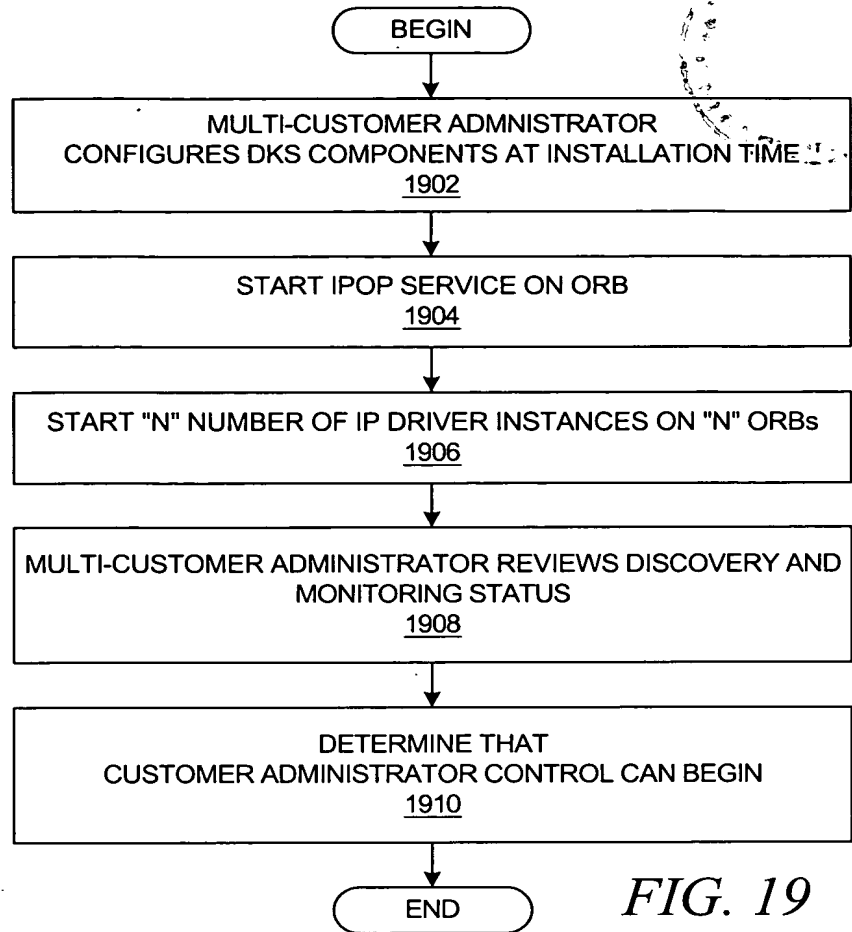 BEGIN
MULTI-CUSTOMER ADMNISTRATOR
CONFIGURES DKS COMPONENTS AT INSTALLATION TIME
1902
START IPOP SERVICE ON ORB
1904
START "N" NUMBER OF IP DRIVER INSTANCES ON "N" ORBs
1906
MULTI-CUSTOMER ADMINISTRATOR REVIEWS DISCOVERY AND
MONITORING STATUS
1908
DETERMINE THAT
CUSTOMER ADMINISTRATOR CONTROL CAN BEGIN
1910
END
FIG. 19